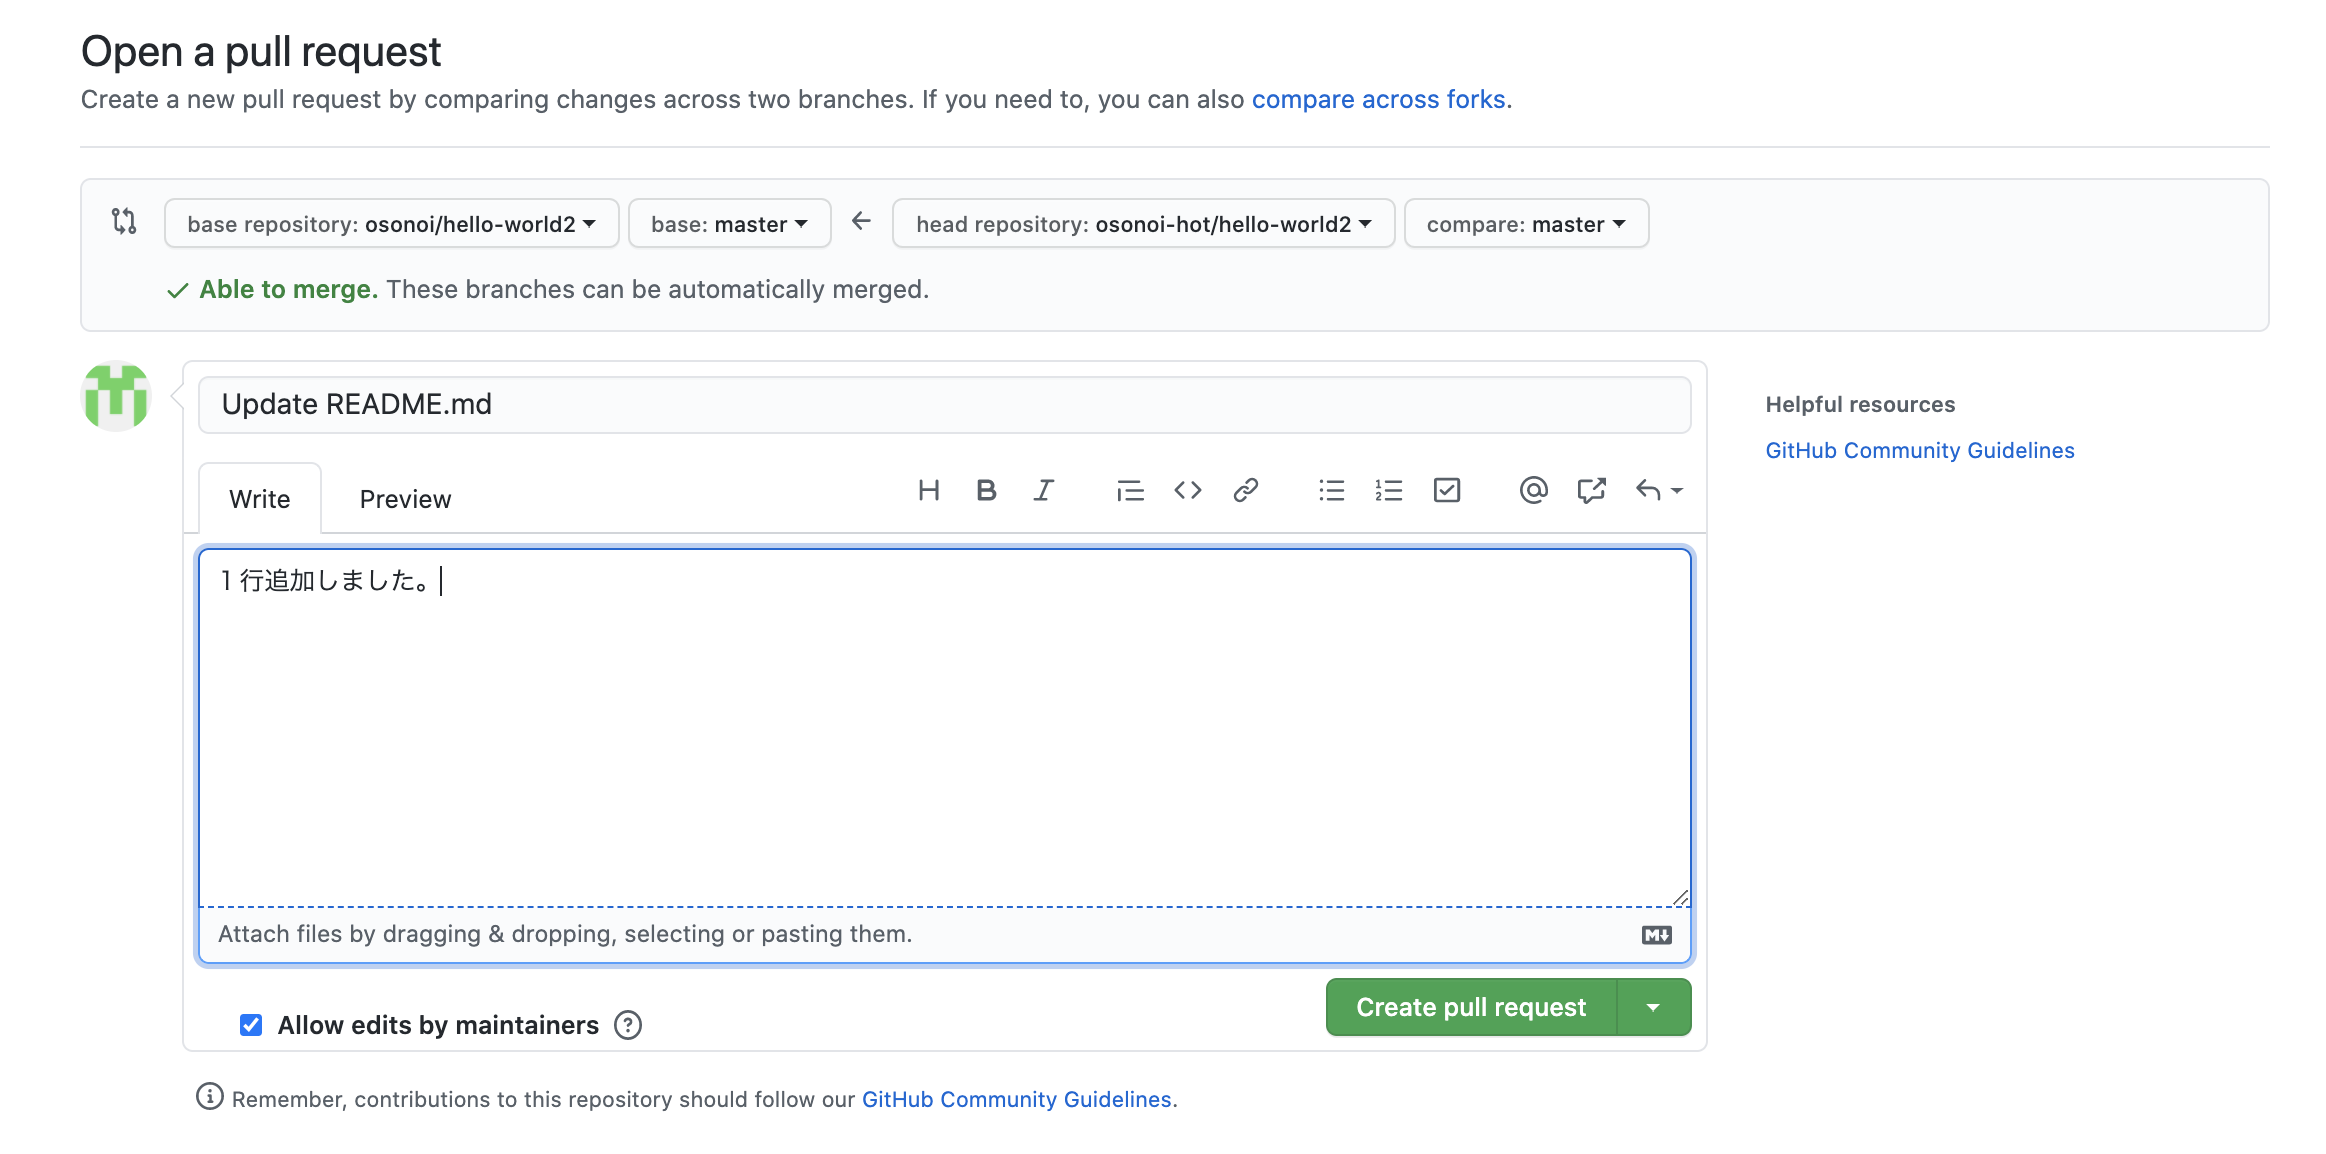 Open a pull request
Create a new pull request by comparing changes across two branches. If you need to, you can also compare across forks.
base repository: osonoi/hello-world2 base: master ← head repository: osonoi-hot/hello-world2 compare: master
Able to merge. These branches can be automatically merged.
Update README.md
Helpful resources
GitHub Community Guidelines
Write Preview
1 行追加しました。
Attach files by dragging & dropping, selecting or pasting them.
Create pull request
Allow edits by maintainers
Remember, contributions to this repository should follow our GitHub Community Guidelines.